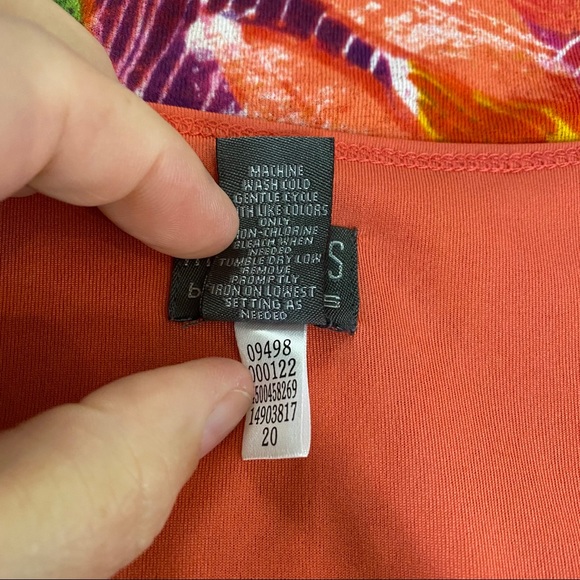 MACHINE
WASH COLD
GENTLE CYCLE
WITH LIKE COLORS
ONLY
NON-CHLORINE
BLEACH WHEN
NEEDED
TUMBLE DRY LOW
REMOVE
PROMPTLY
IRON ON LOWEST
SETTING AS
NEEDED
09498
000122
4500458269
14903817
20